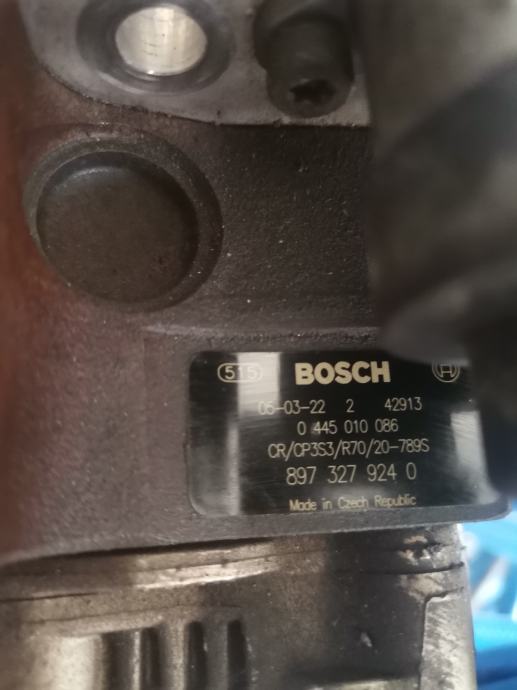 515 BOSCH
05-03-22 2 42913
0 445 010 086
CR/CP3S3/R70/20-789S
897 327 924 0
Made in Czech Republic